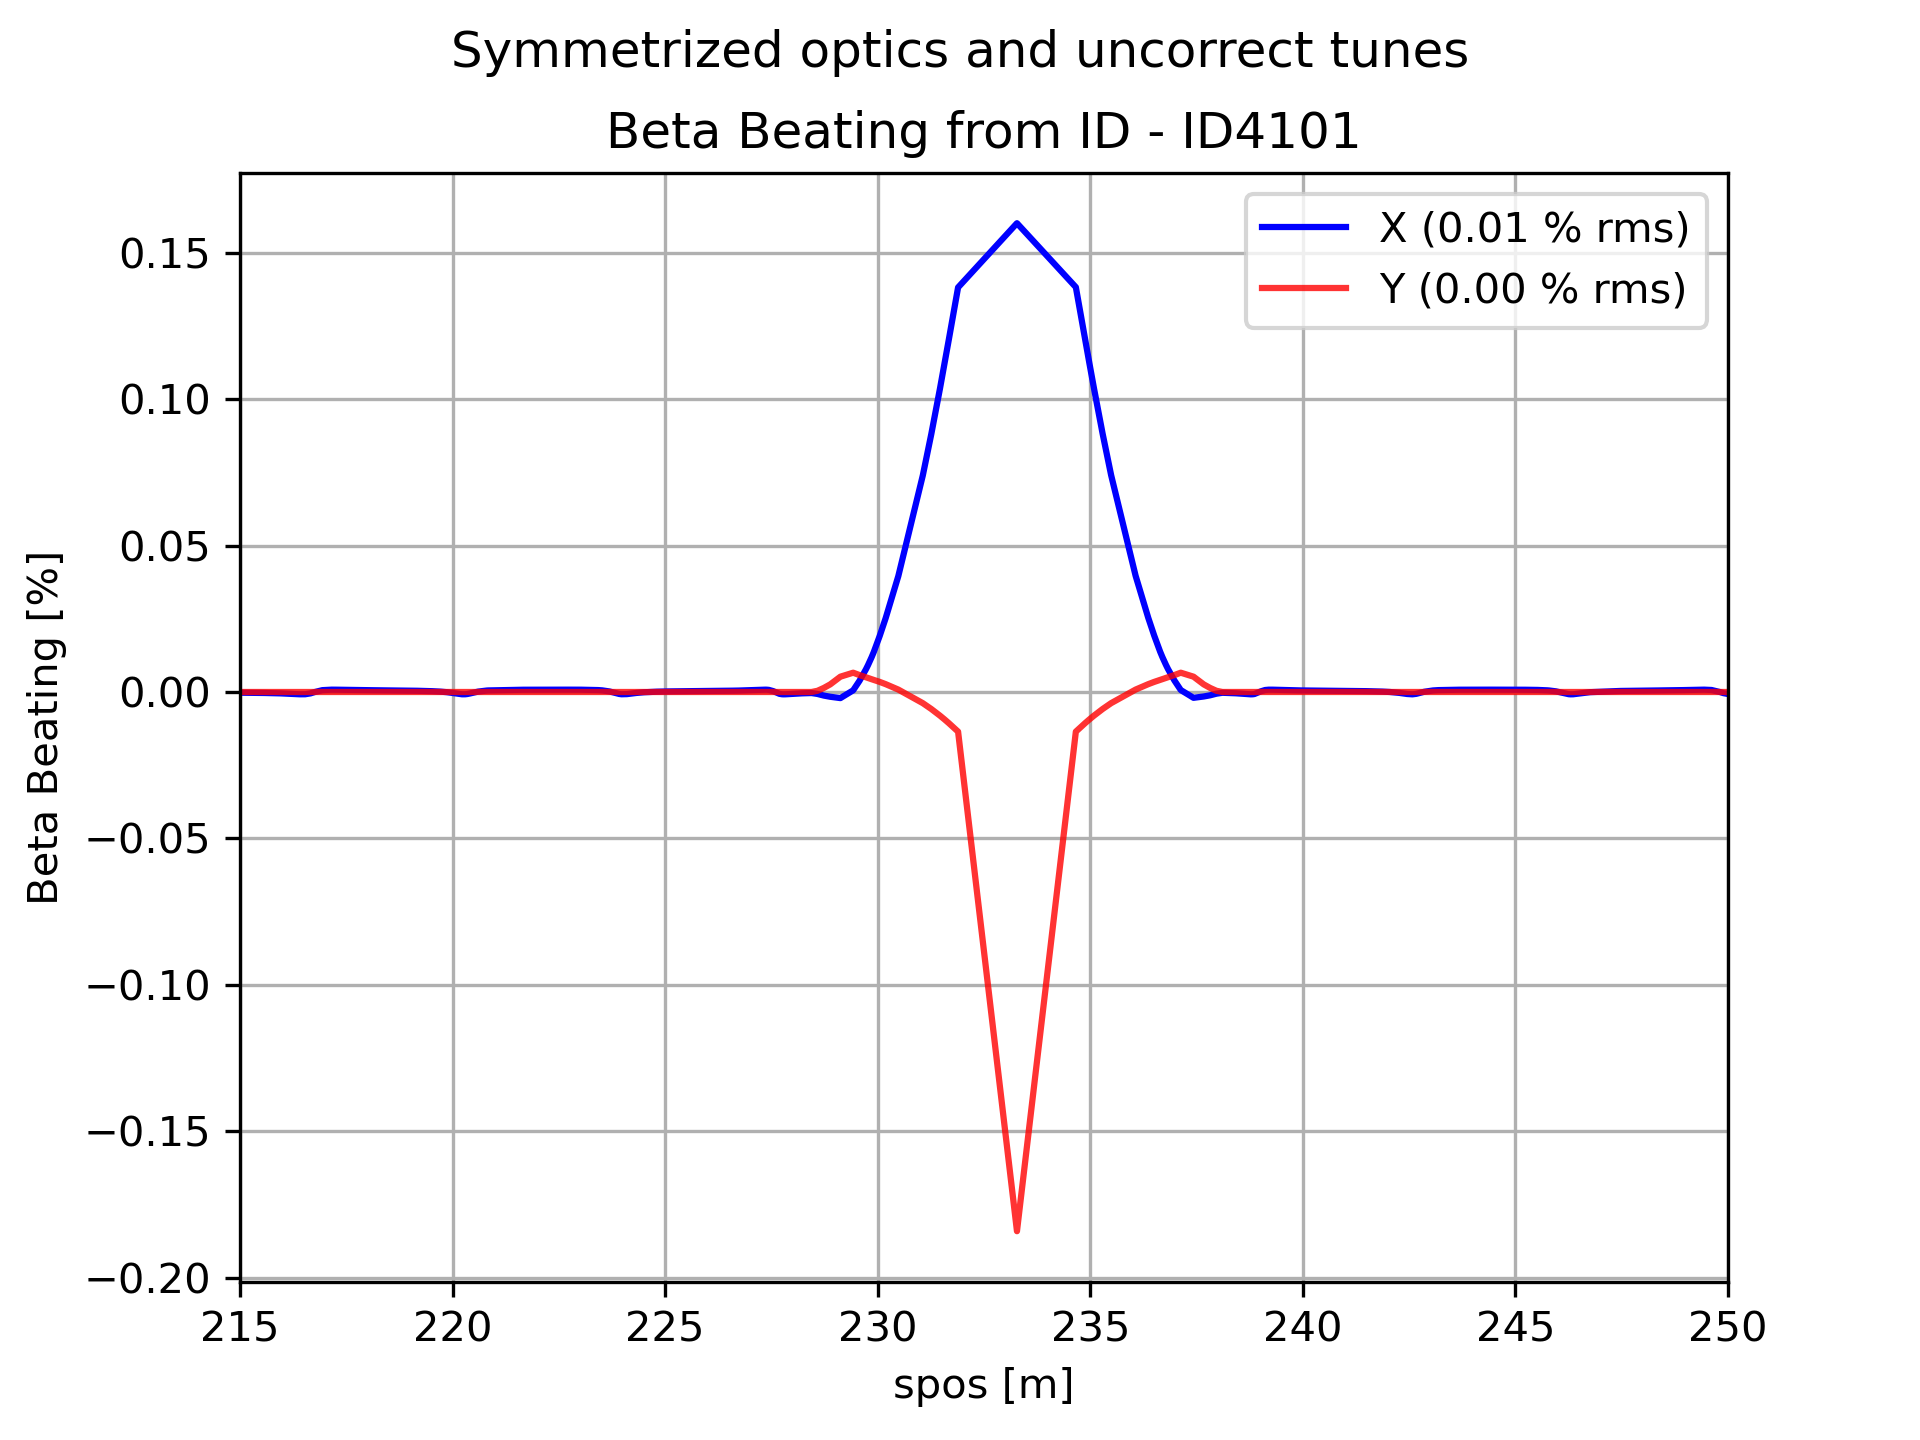 Symmetrized optics and uncorrect tunes
Beta Beating from ID - ID4101
X (0.01 % rms)
Y (0.00 % rms)
Beta Beating [%]
0.15
0.10
0.05
0.00
−0.05
−0.10
−0.15
−0.20
215 220 225 230 235 240 245 250
spos [m]